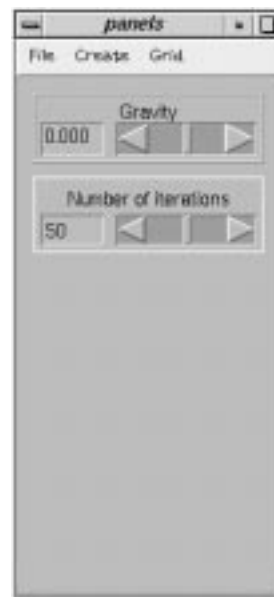 panels
File Create Grid
Gravity
0.000
Number of Iterations
50